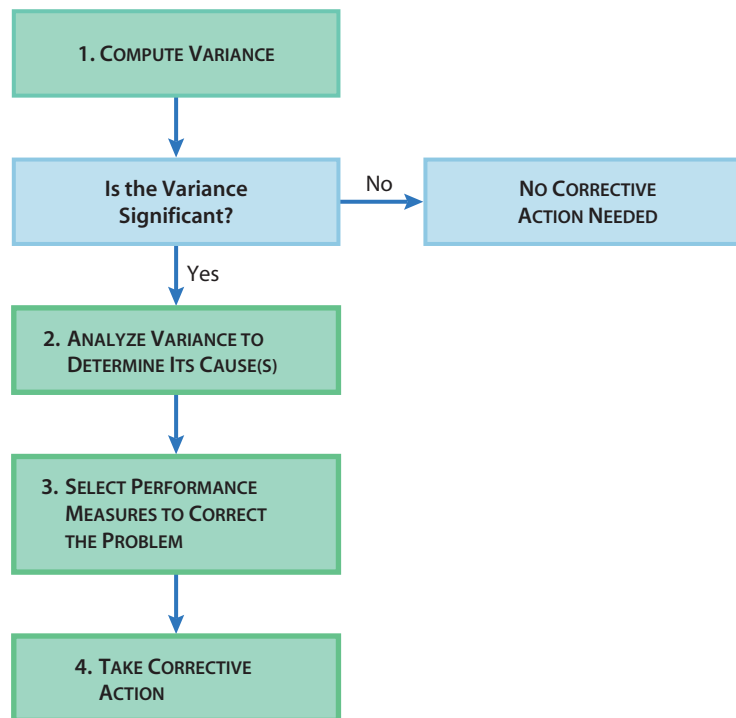 1. COMPUTE VARIANCE
Is the Variance
Significant?
No
NO CORRECTIVE
ACTION NEEDED
Yes
2. ANALYZE VARIANCE TO
DETERMINE ITS CAUSE(S)
3. SELECT PERFORMANCE
MEASURES TO CORRECT
THE PROBLEM
4. TAKE CORRECTIVE
ACTION